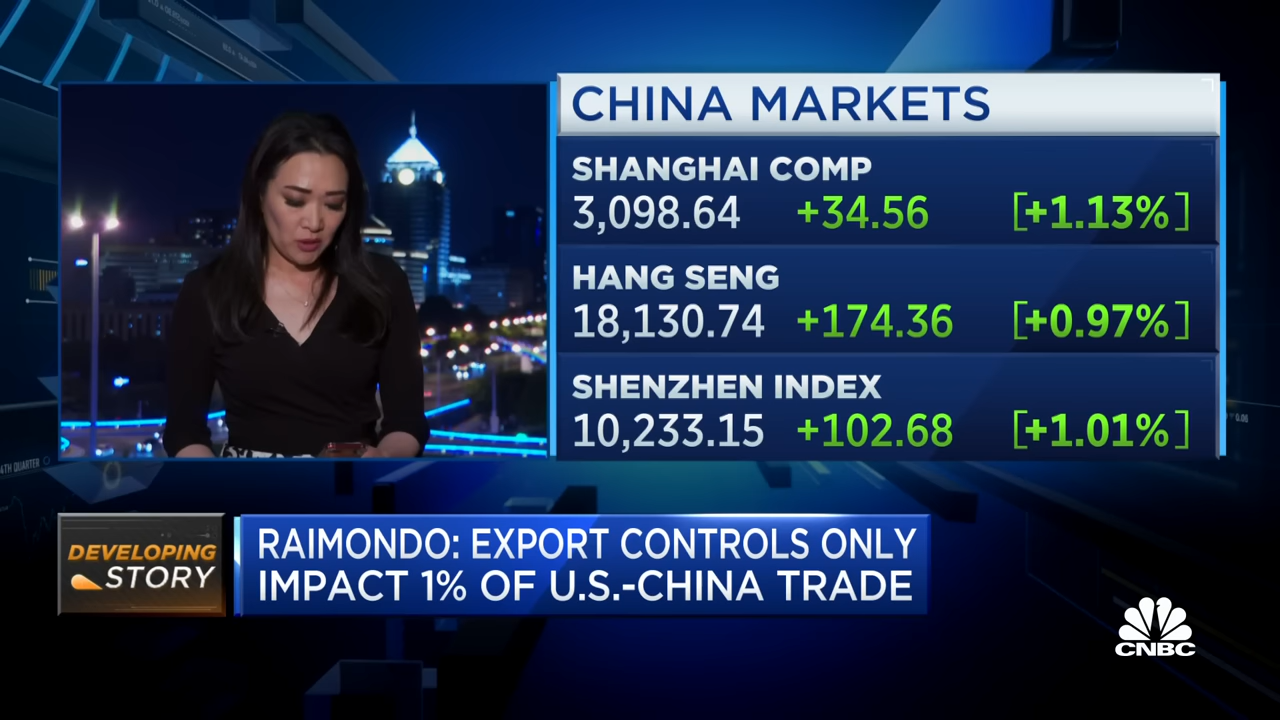 CHINA MARKETS
SHANGHAI COMP
3,098.64 +34.56 [+1.13%]
HANG SENG
18,130.74 +174.36 [+0.97%]
SHENZHEN INDEX
10,233.15 +102.68 [+1.01%]
DEVELOPING
STORY
RAIMONDO: EXPORT CONTROLS ONLY
IMPACT 1% OF U.S.-CHINA TRADE
CNBC